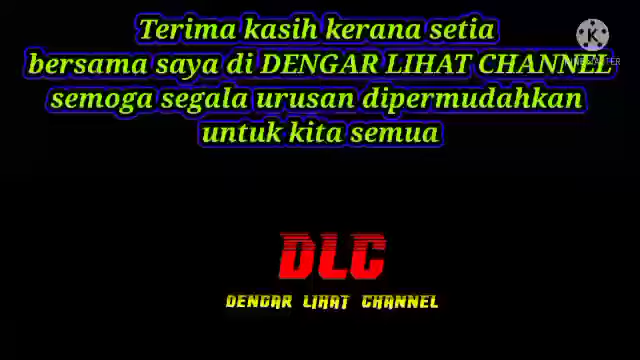 Terima kasih kerana setia
bersama saya di DENGAR LIHAT CHANNEL
semoga segala urusan dipermudahkan
untuk kita semua
K
KINEMASTER
DLC
DENGAR LIHAT CHANNEL